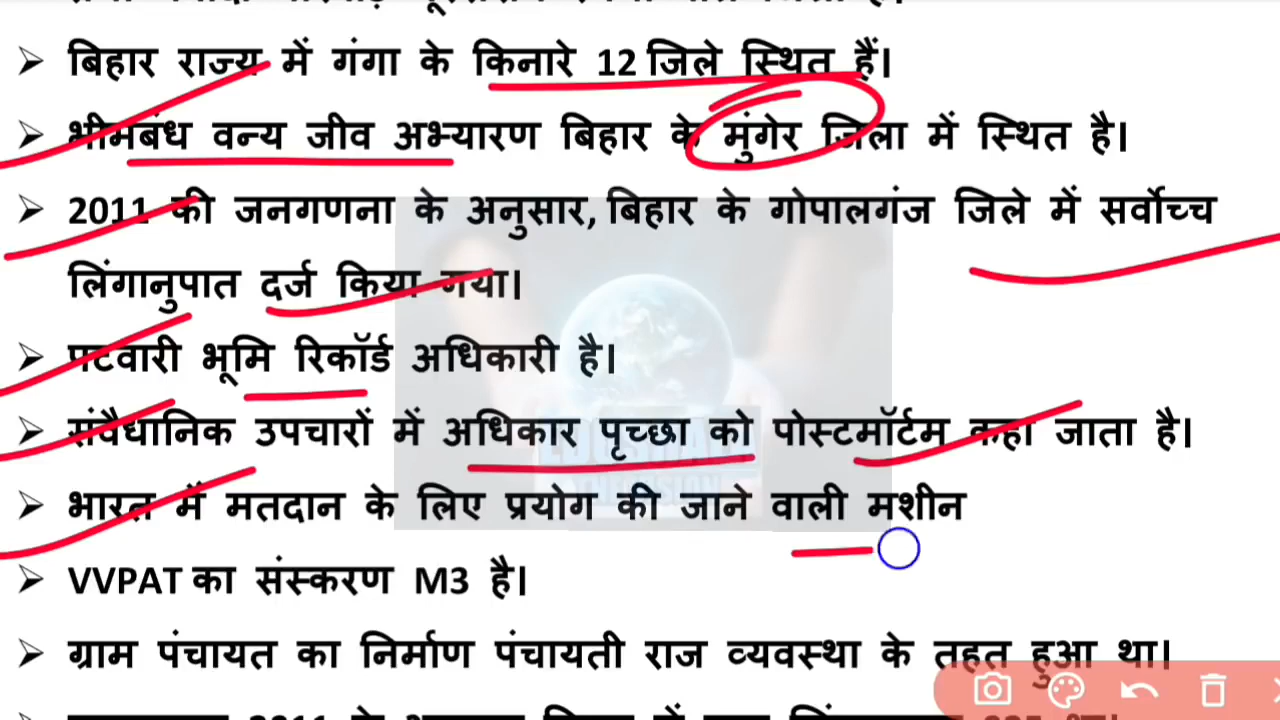 बिहार राज्य में गंगा के किनारे 12 जिले स्थित हैं।
भीमबंध वन्य जीव अभ्यारण बिहार के मुंगेर जिला में स्थित है।
2011 की जनगणना के अनुसार, बिहार के गोपालगंज जिले में सर्वोच्च
लिंगानुपात दर्ज किया गया।
पटवारी भूमि रिकॉर्ड अधिकारी है।
संवैधानिक उपचारों में अधिकार पृच्छा को पोस्टमॉर्टम कहा जाता है।
भारत में मतदान के लिए प्रयोग की जाने वाली मशीन
VVPAT का संस्करण M3 है।
ग्राम पंचायत का निर्माण पंचायती राज व्यवस्था के तहत हुआ था।